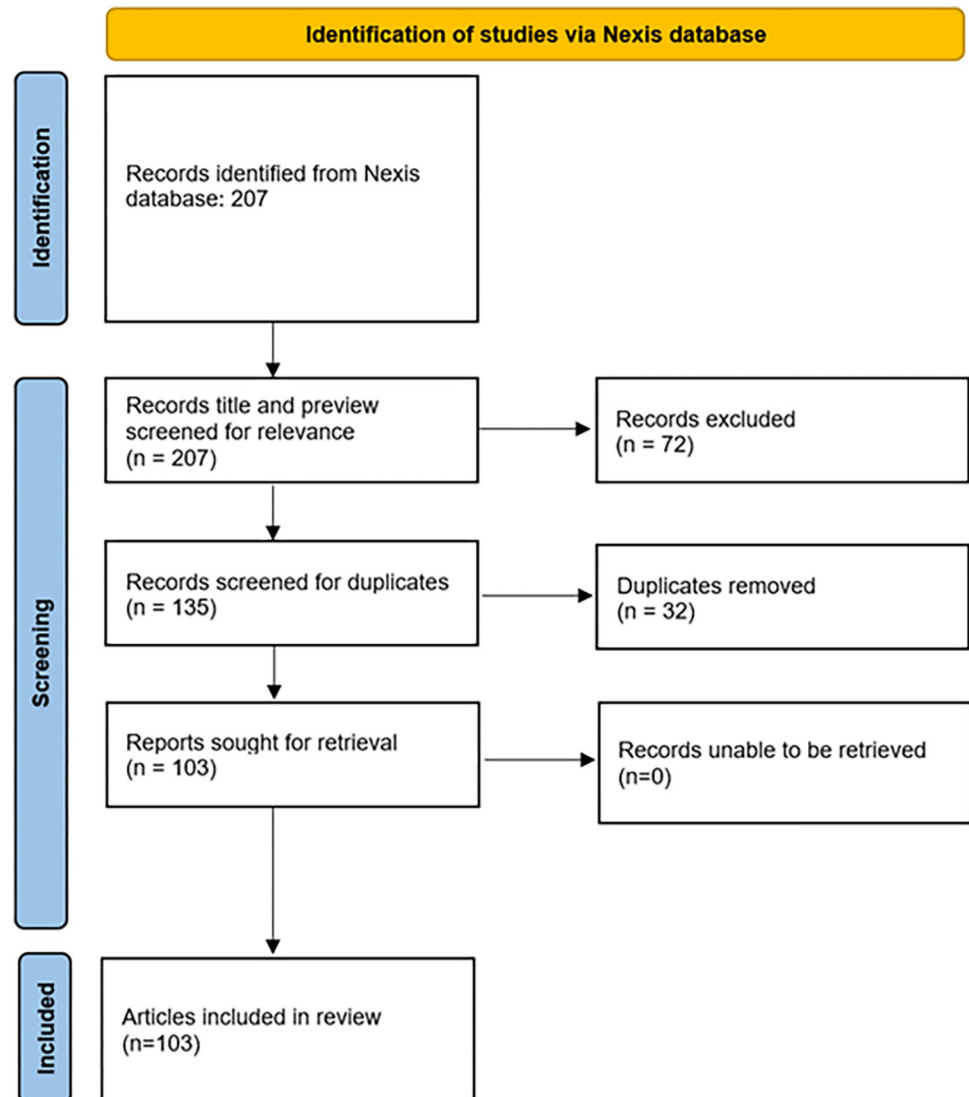 Identification of studies via Nexis database
Identification
Records identified from Nexis
database: 207
Screening
Records title and preview
screened for relevance
(n = 207)
Records excluded
(n = 72)
Records screened for duplicates
(n = 135)
Duplicates removed
(n = 32)
Reports sought for retrieval
(n = 103)
Records unable to be retrieved
(n=0)
Included
Articles included in review
(n=103)